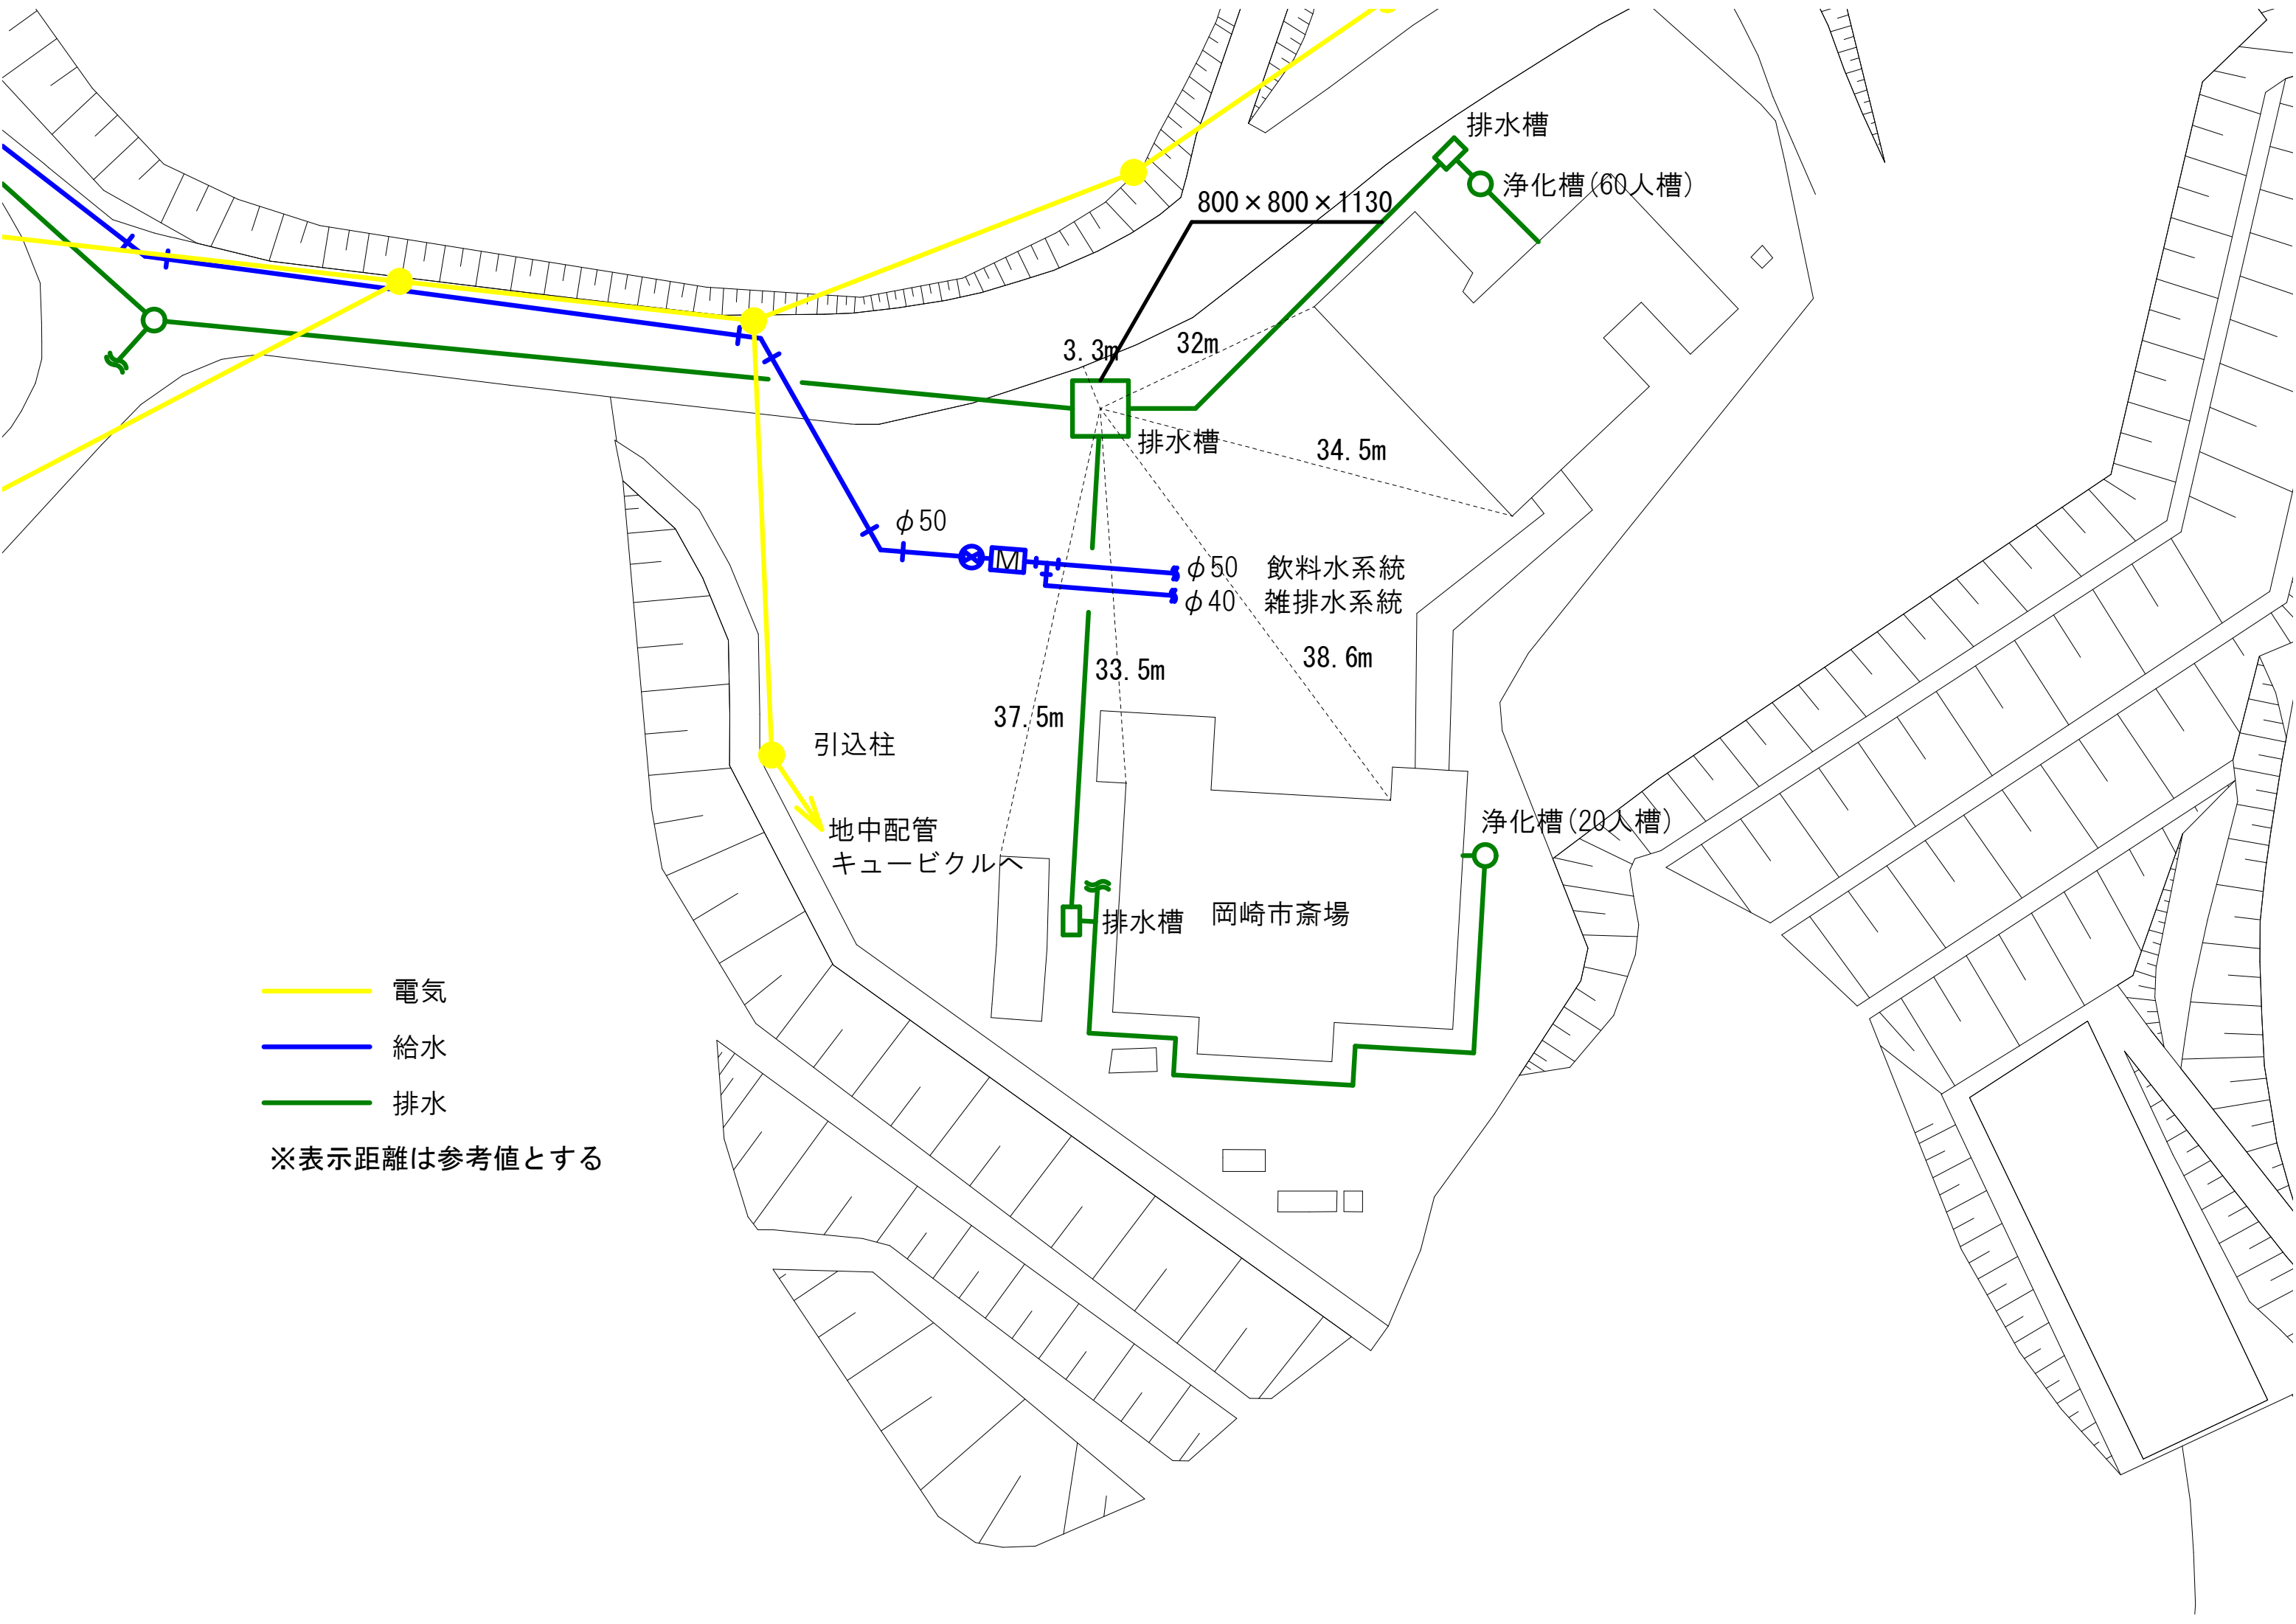 排水槽
浄化槽(60人槽)
800×800×1130
3.3m
32m
排水槽
34.5m
φ50
M
φ50 飲料水系統
φ40 雑排水系統
33.5m
38.6m
37.5m
引込柱
地中配管
キュービクルへ
浄化槽(20人槽)
排水槽
岡崎市斎場
電気
給水
排水
※表示距離は参考値とする